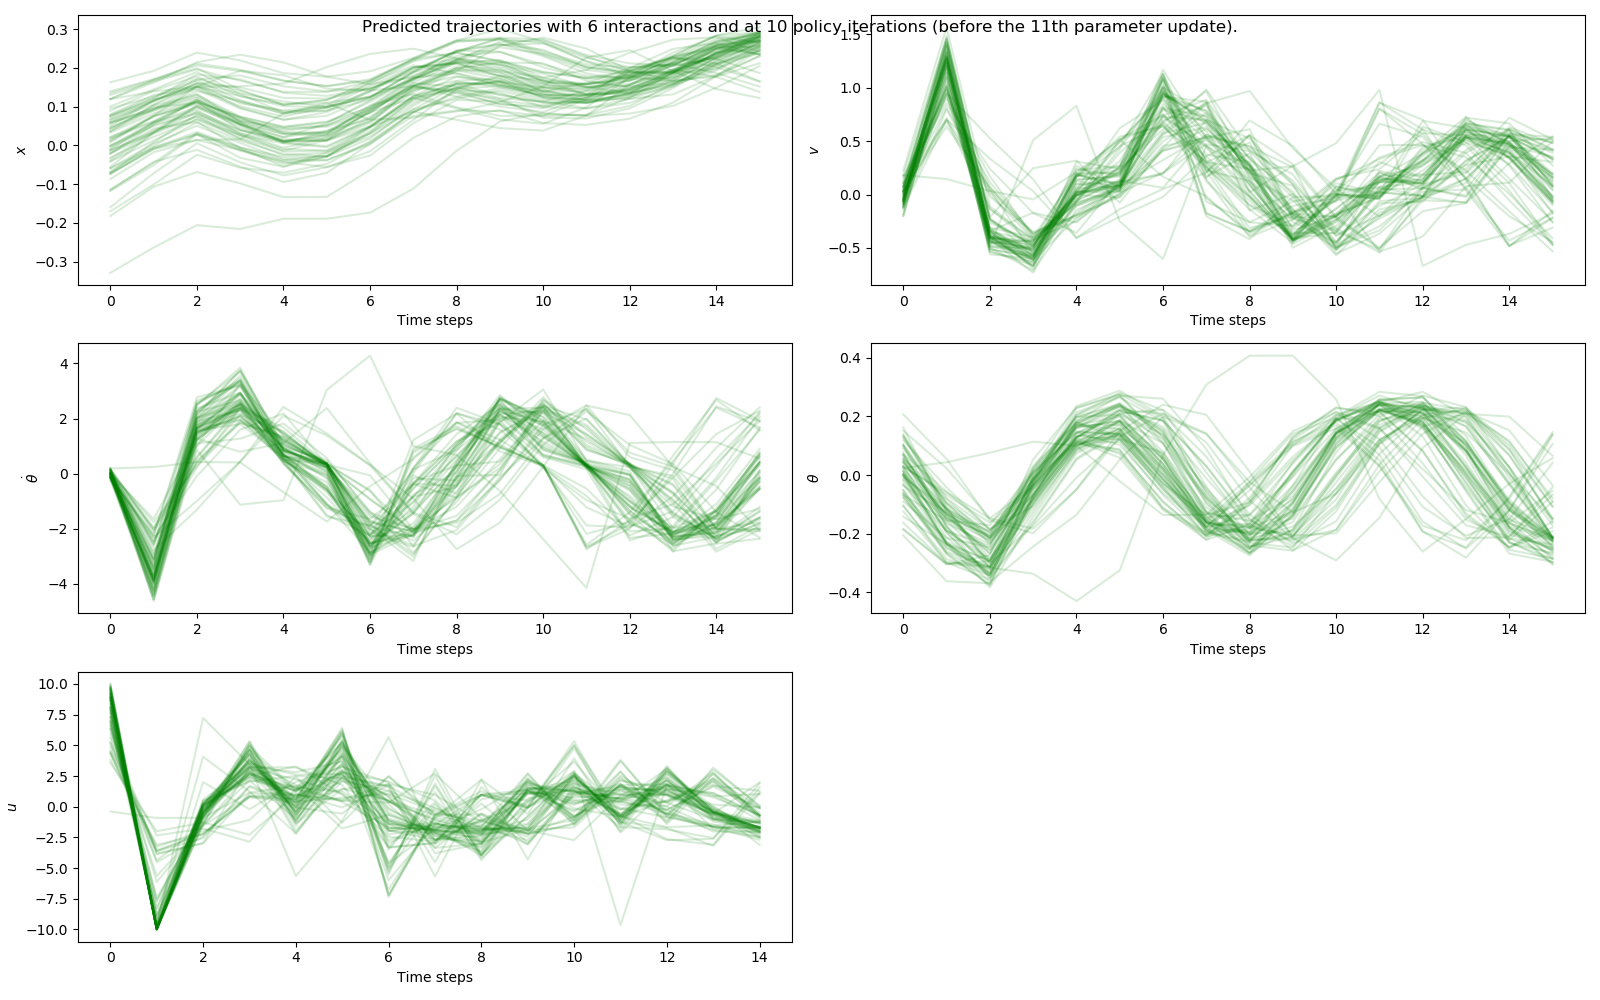 Predicted trajectories with 6 interactions and at 10 policy iterations (before the 11th parameter update).
0.3
0.2
0.1
0.0
−0.1
−0.2
−0.3
x
0 2 4 6 8 10 12 14
Time steps
1.5
1.0
0.5
0.0
−0.5
v
0 2 4 6 8 10 12 14
Time steps
4
2
0
−2
−4
θ̇
0 2 4 6 8 10 12 14
Time steps
0.4
0.2
0.0
−0.2
−0.4
θ
0 2 4 6 8 10 12 14
Time steps
10.0
7.5
5.0
2.5
0.0
−2.5
−5.0
−7.5
−10.0
u
0 2 4 6 8 10 12 14
Time steps